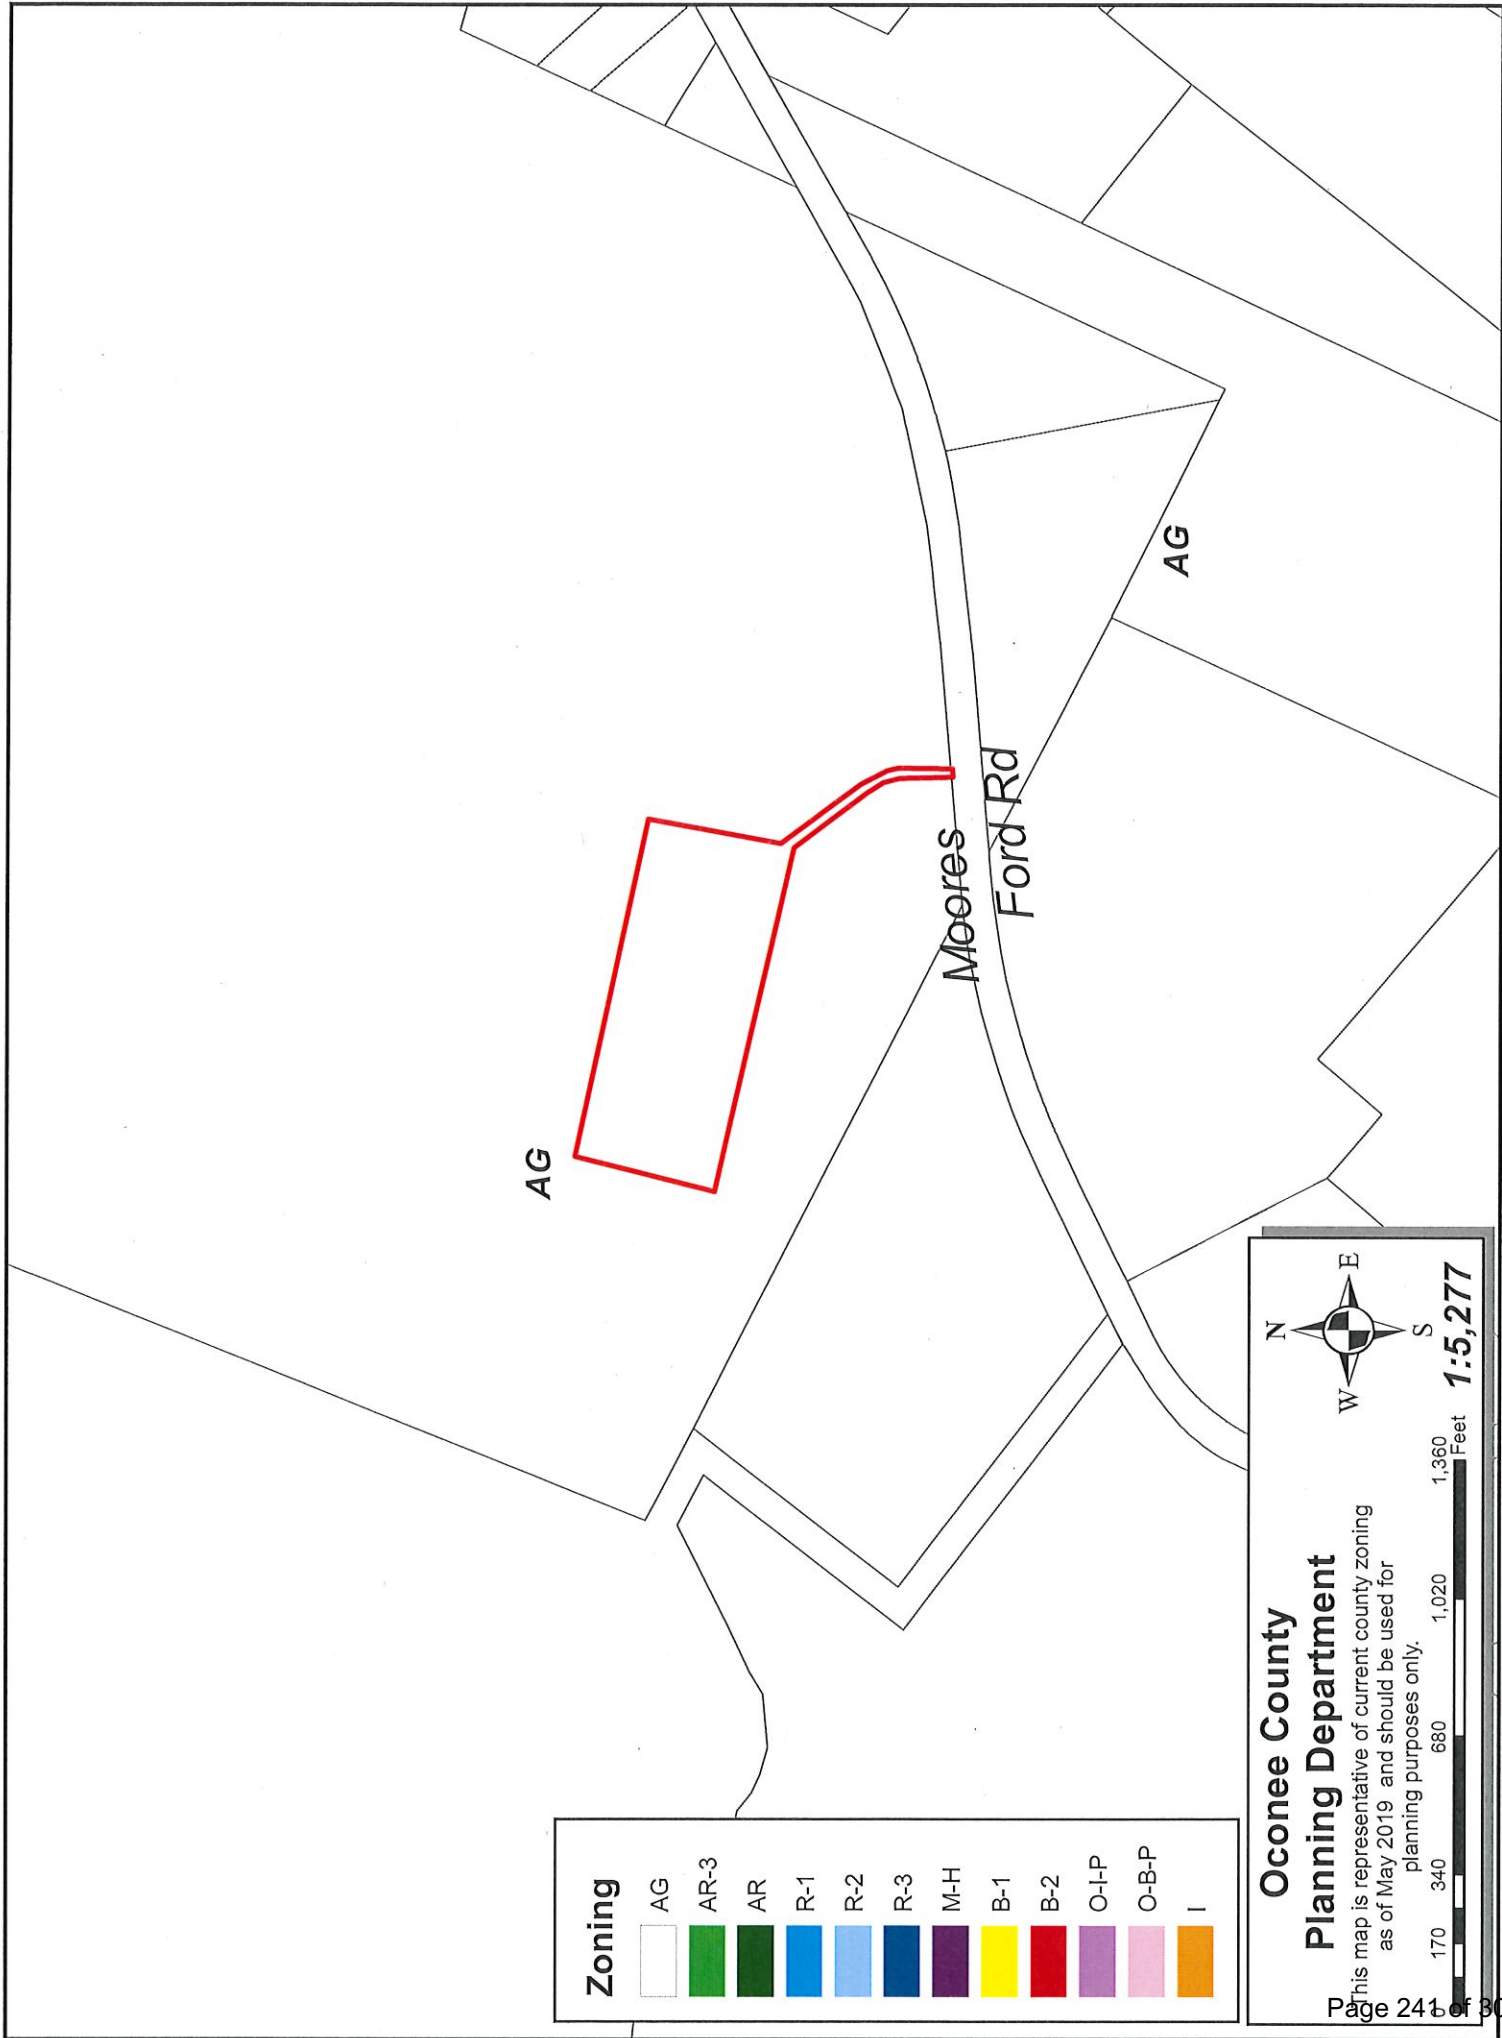 AG
AG
Moores
Ford Rd
Zoning
AG
AR-3
AR
R-1
R-2
R-3
M-H
B-1
B-2
O-I-P
O-B-P
I
Oconee County
Planning Department
This map is representative of current county zoning
as of May 2019 and should be used for
planning purposes only.
0 170 340 680 1,020 1,360
Feet
N
W E
S
1:5,277
Page 241 of 30